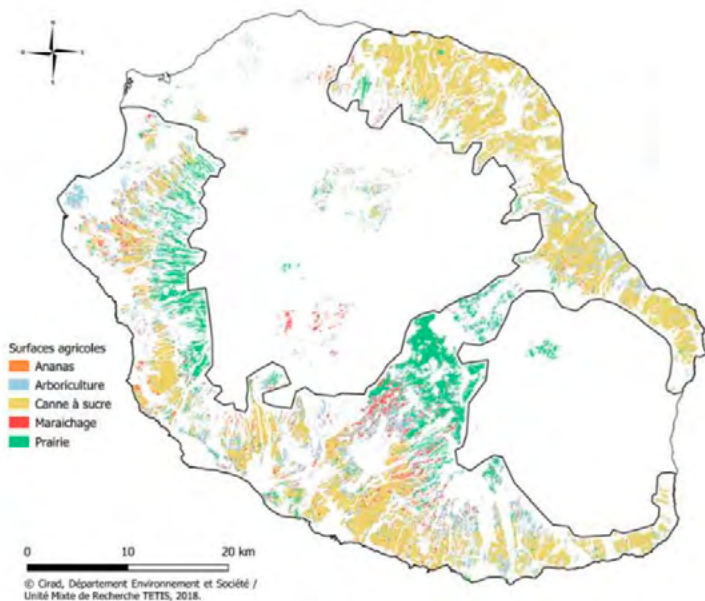 Surfaces agricoles
Ananas
Arboriculture
Canne à sucre
Maraichage
Prairie
0 10 20 km
© Cirad, Département Environnement et Société /
Unité Mixte de Recherche TETIS, 2018.